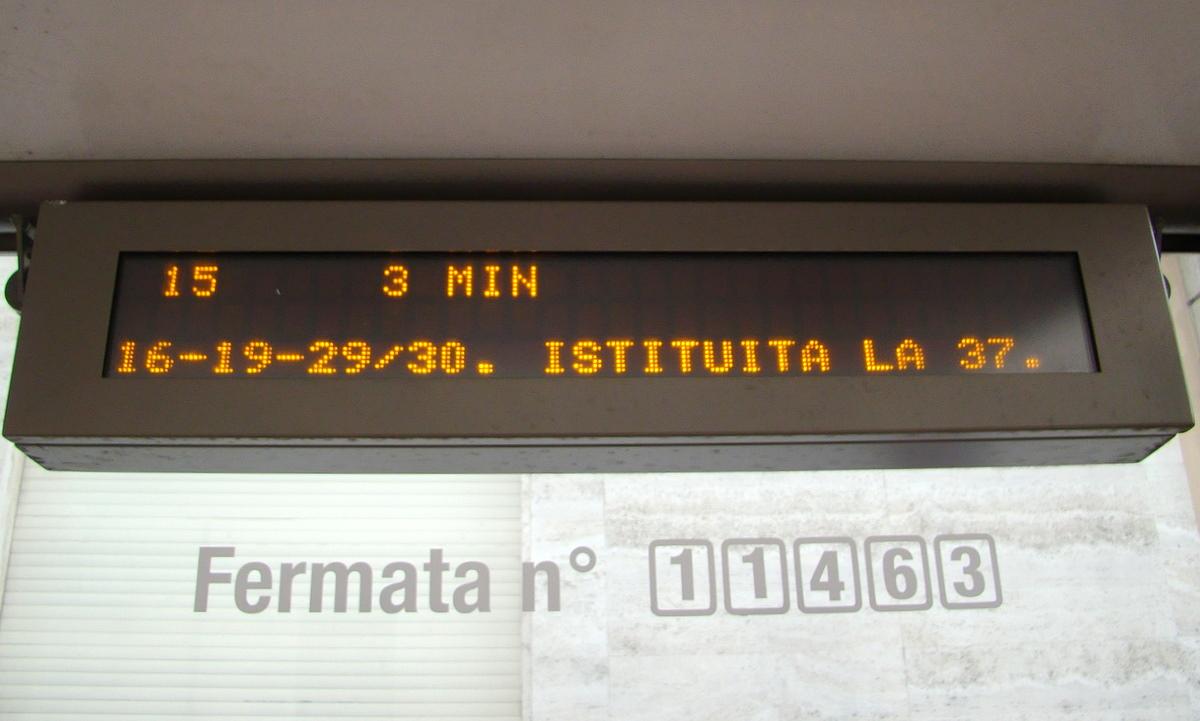 15 3 MIN
16-19-29/30. ISTITUITA LA 37.
Fermata n° 11463